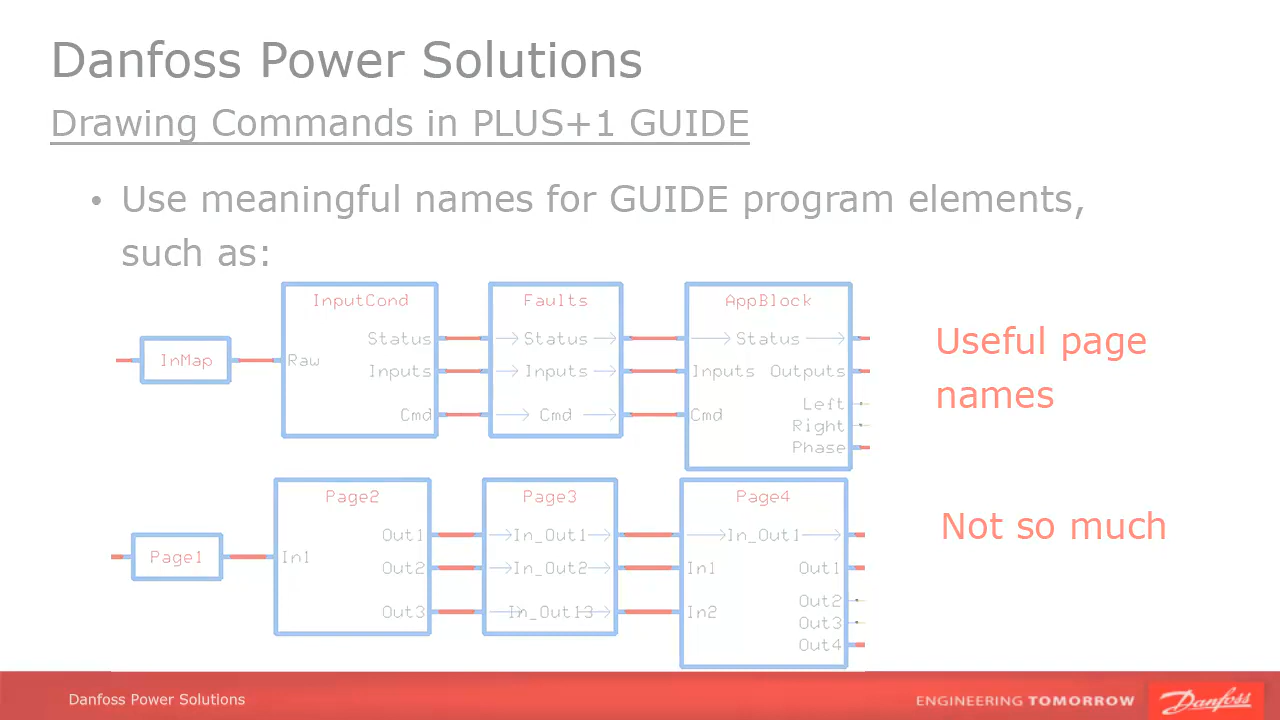 Danfoss Power Solutions
Drawing Commands in PLUS+1 GUIDE
• Use meaningful names for GUIDE program elements,
such as:
InputCond
Faults
AppBlock
Status
Status
Status
InMap
Raw
Inputs
Inputs
Inputs
Outputs
Left
Cmd
Cmd
Cmd
Right
Phase
Useful page
names
Page2
Page3
Page4
Out1
In_Out1
In_Out1
Page1
In1
Out2
In_Out2
In1
Out1
Out2
Out3
In_Out13
In2
Out3
Out4
Not so much
Danfoss Power Solutions
ENGINEERING TOMORROW
Danfoss